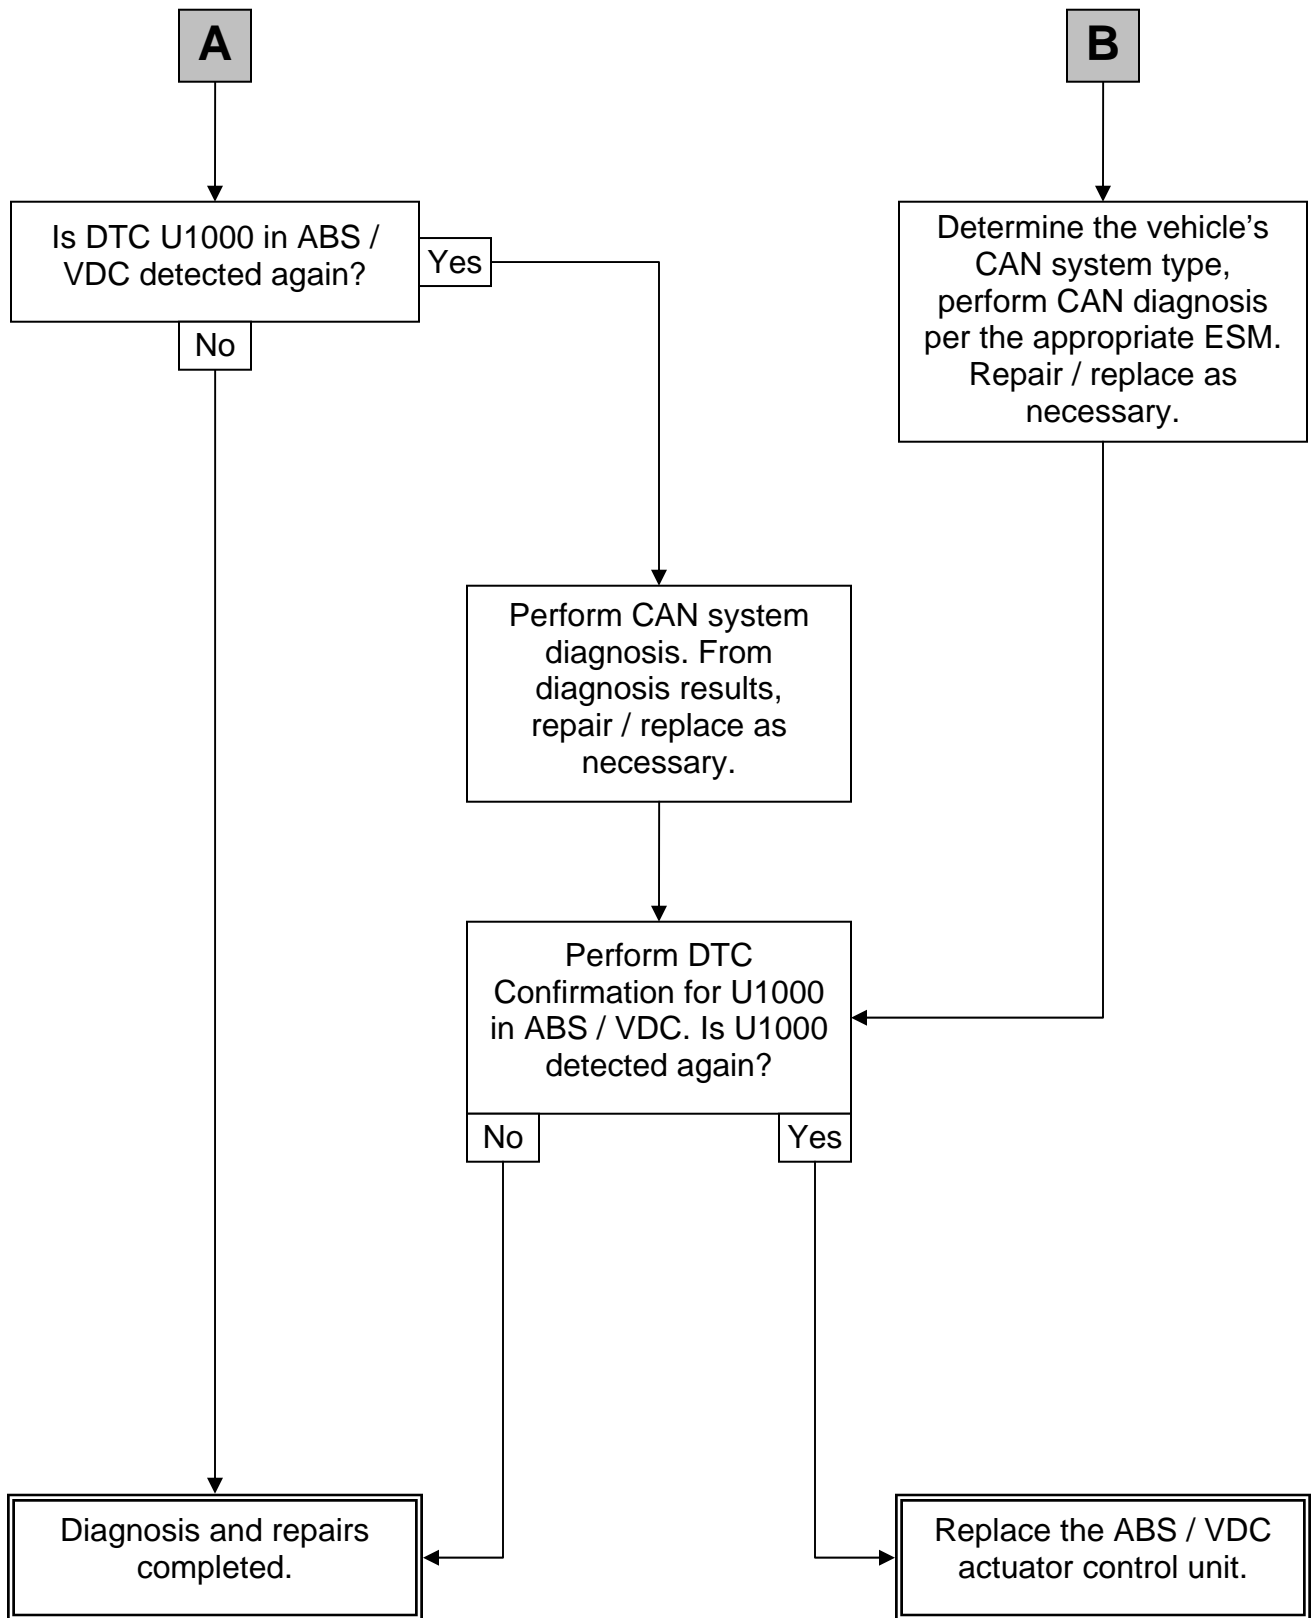 A
B
Is DTC U1000 in ABS /
VDC detected again?
Yes
No
Determine the vehicle's
CAN system type,
perform CAN diagnosis
per the appropriate ESM.
Repair / replace as
necessary.
Perform CAN system
diagnosis. From
diagnosis results,
repair / replace as
necessary.
Perform DTC
Confirmation for U1000
in ABS / VDC. Is U1000
detected again?
No
Yes
Diagnosis and repairs
completed.
Replace the ABS / VDC
actuator control unit.